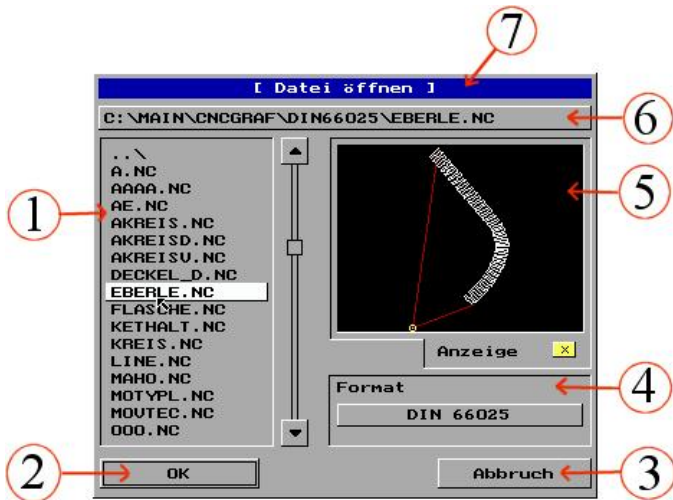 7
[ Datei öffnen ]
C:\MAIN\CNCGRAF\DIN66025\EBERLE.NC
6
..\
A.NC
AAAA.NC
AE.NC
AKREIS.NC
AKREISD.NC
AKREISV.NC
DECKEL_D.NC
EBERLE.NC
FLASCHE.NC
KETHALT.NC
KREIS.NC
LINE.NC
MAHO.NC
MOTYPL.NC
MOVTEC.NC
OOO.NC
1
5
Anzeige x
Format
DIN 66025
4
2
OK
Abbruch
3